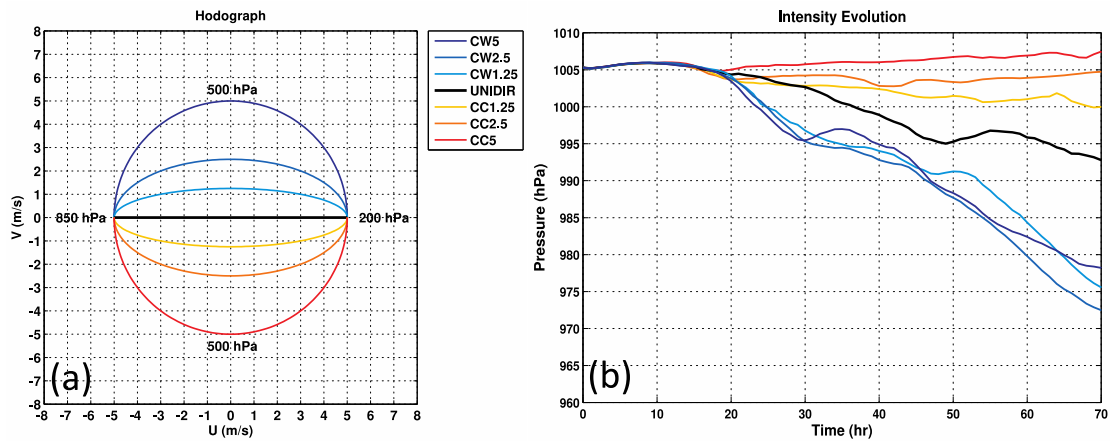 Hodograph
8
7
6
5
4
3
2
1
0
-1
-2
-3
-4
-5
-6
-7
-8
V (m/s)
500 hPa
850 hPa
200 hPa
500 hPa
(a)
-8 -7 -6 -5 -4 -3 -2 -1 0 1 2 3 4 5 6 7 8
U (m/s)
CW5
CW2.5
CW1.25
UNIDIR
CC1.25
CC2.5
CC5
Intensity Evolution
1010
1005
1000
995
990
985
980
975
970
965
960
Pressure (hPa)
(b)
0 10 20 30 40 50 60 70
Time (hr)